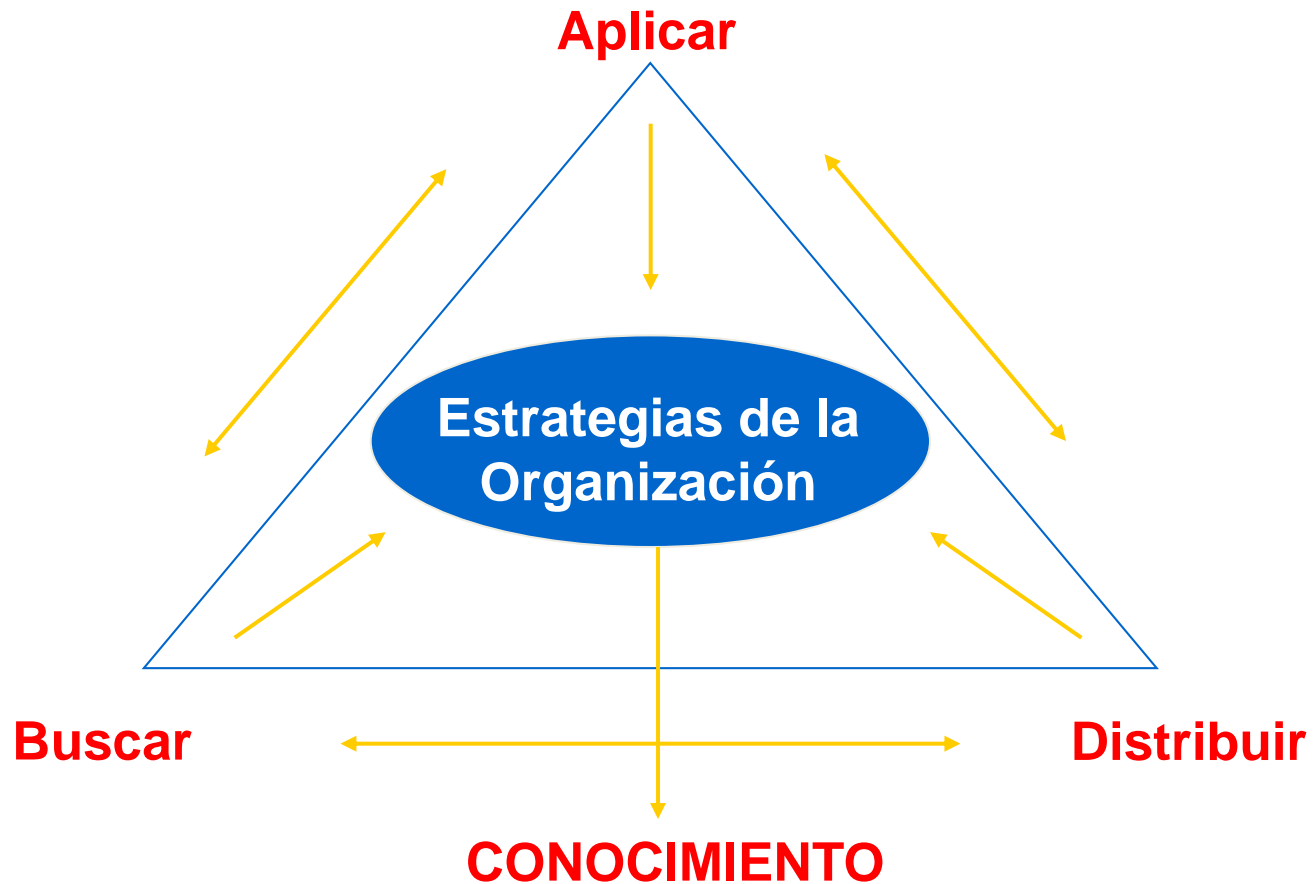 Aplicar
Estrategias de la
Organización
Buscar
Distribuir
CONOCIMIENTO